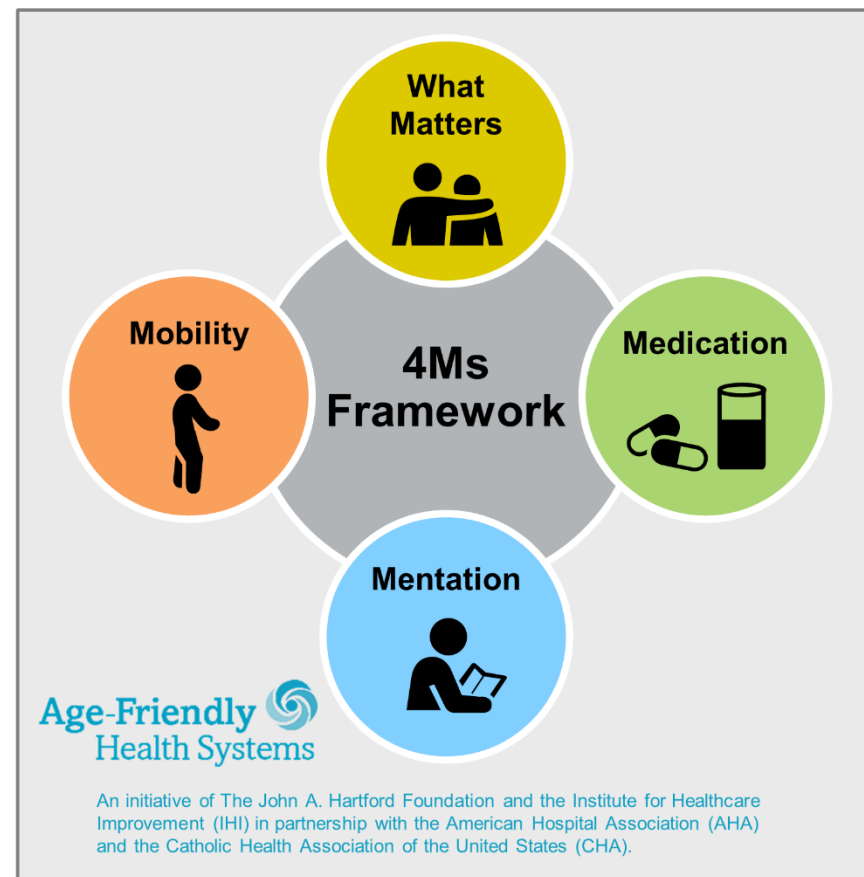 What
Matters
Mobility
4Ms
Framework
Medication
Mentation
Age-Friendly
Health Systems
An initiative of The John A. Hartford Foundation and the Institute for Healthcare
Improvement (IHI) in partnership with the American Hospital Association (AHA)
and the Catholic Health Association of the United States (CHA).